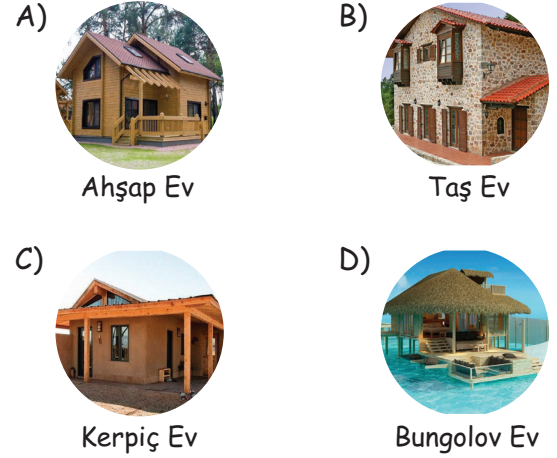 A)
B)
Ahşap Ev
Taş Ev
C)
D)
Kerpiç Ev
Bungolov Ev